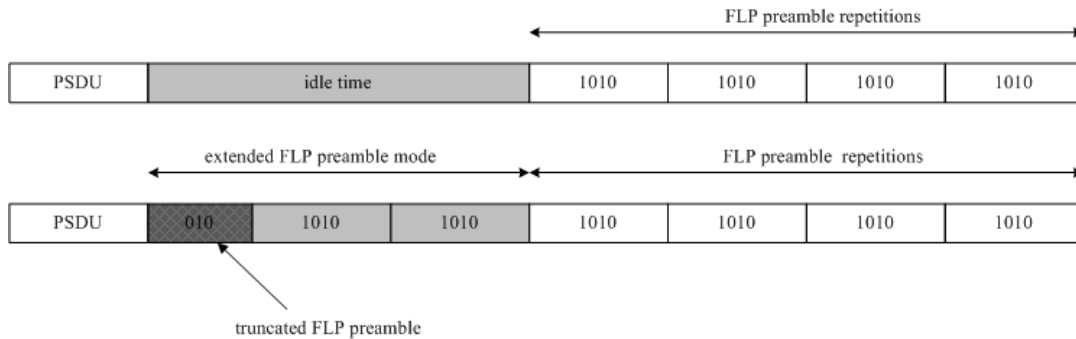 FLP preamble repetitions
PSDU idle time 1010 1010 1010 1010
extended FLP preamble mode FLP preamble repetitions
PSDU 010 1010 1010 1010 1010 1010 1010
truncated FLP preamble